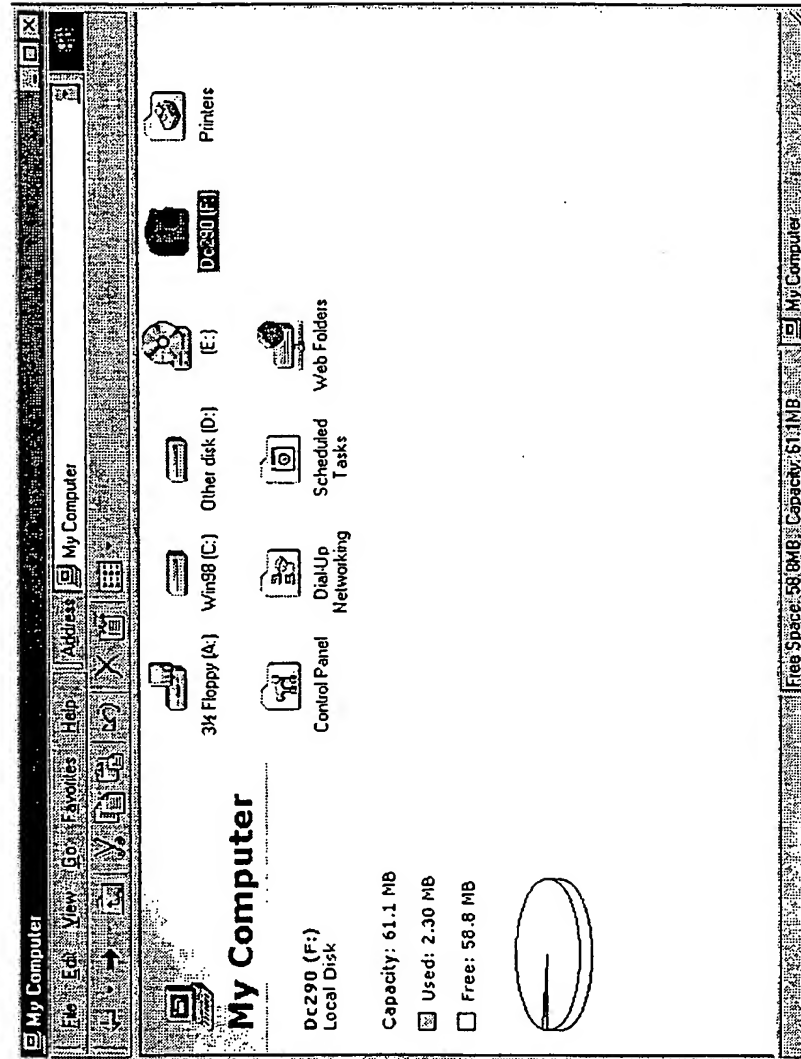 My Computer
File Edit View Go Favorites Help Address My Computer
My Computer
Dc290 (F:)
Local Disk
Capacity: 61.1 MB
Used: 2.30 MB
Free: 58.8 MB
3½ Floppy (A:) Win98 (C:) Other disk (D:) (E:) Dc290 (F:) Printers
Control Panel Dial-Up Scheduled Web Folders
Networking Tasks
Free Space: 58.8MB, Capacity: 61.1MB My Computer